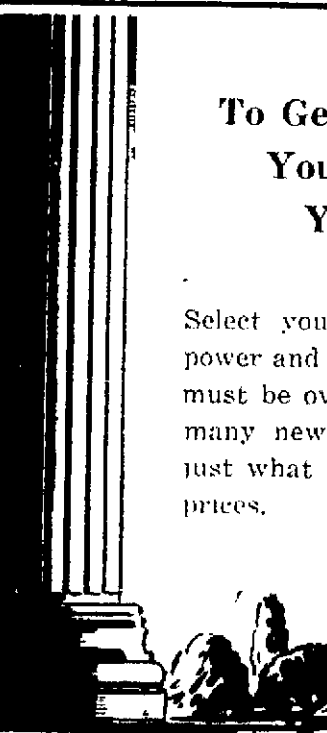 To Ge
You
Y
Select you
power and
must be ov
many new
just what
prices.